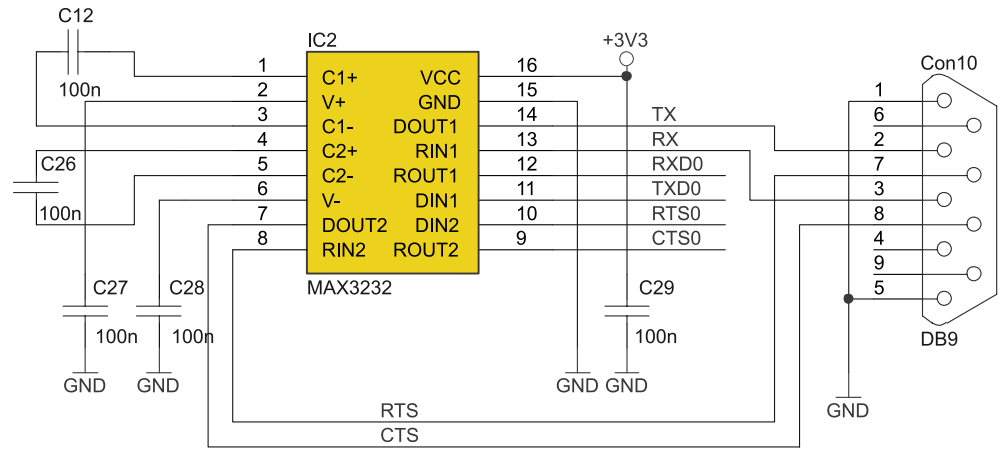 C12
100n
IC2
+3V3
Con10
1 C1+ VCC 16
2 V+ GND 15
3 C1- DOUT1 14 TX
4 C2+ RIN1 13 RX
5 C2- ROUT1 12 RXD0
6 V- DIN1 11 TXD0
7 DOUT2 DIN2 10 RTS0
8 RIN2 ROUT2 9 CTS0
MAX3232
C26
100n
C27
100n
GND
C28
100n
GND
GND
C29
100n
GND
1
6
2
7
3
8
4
9
5
DB9
GND
RTS
CTS